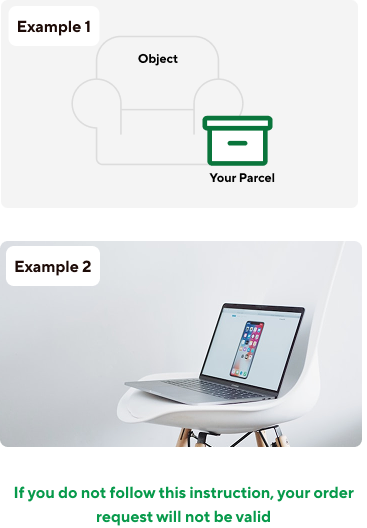 Example 1
Object
Your Parcel
Example 2
If you do not follow this instruction, your order
request will not be valid